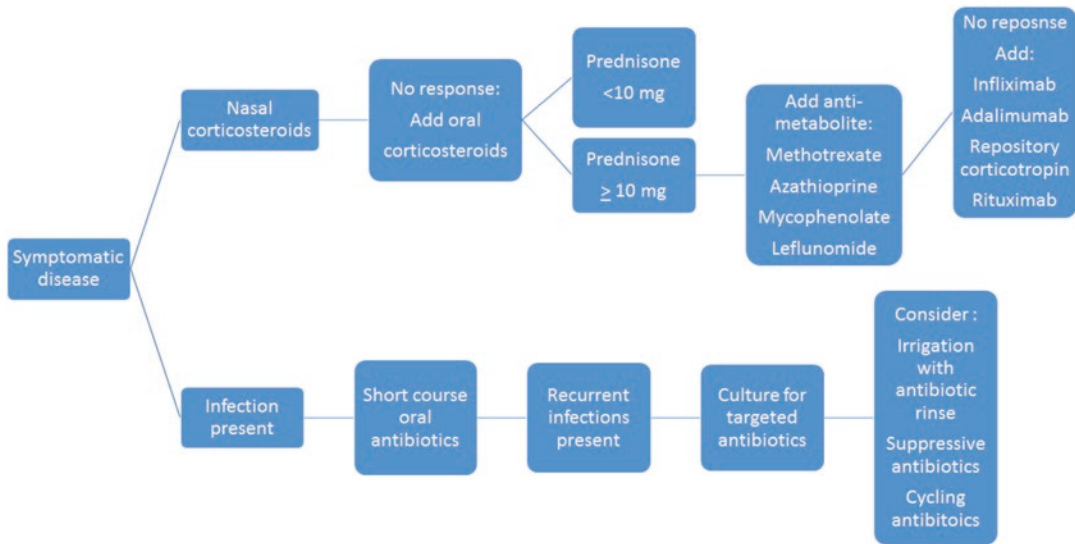 Symptomatic
disease
Nasal
corticosteroids
No response:
Add oral
corticosteroids
Prednisone
<10 mg
Prednisone
≥ 10 mg
Add anti-
metabolite:
Methotrexate
Azathioprine
Mycophenolate
Leflunomide
No reposnse
Add:
Infliximab
Adalimumab
Repository
corticotropin
Rituximab
Infection
present
Short course
oral
antibiotics
Recurrent
infections
present
Culture for
targeted
antibiotics
Consider :
Irrigation
with
antibiotic
rinse
Suppressive
antibiotics
Cycling
antibitoics